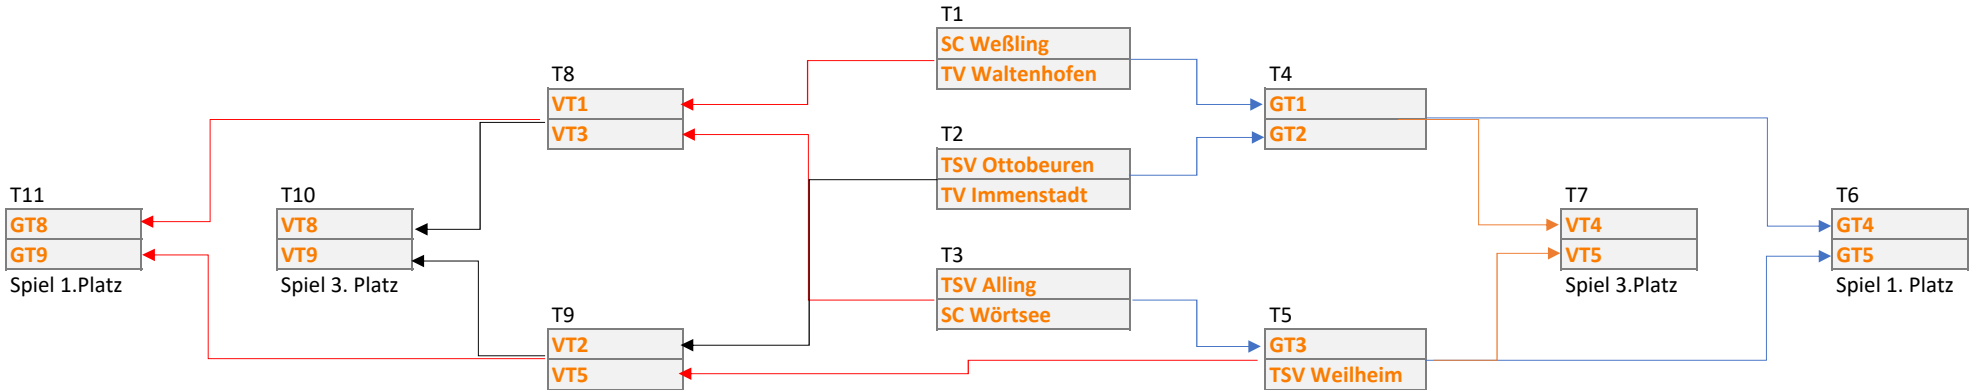 T1
SC Weßling
TV Waltenhofen
T8
VT1
VT3
T4
GT1
GT2
T2
TSV Ottobeuren
TV Immenstadt
T11
GT8
GT9
Spiel 1.Platz
T10
VT8
VT9
Spiel 3. Platz
T7
VT4
VT5
Spiel 3.Platz
T6
GT4
GT5
Spiel 1. Platz
T3
TSV Alling
SC Wörtsee
T9
VT2
VT5
T5
GT3
TSV Weilheim